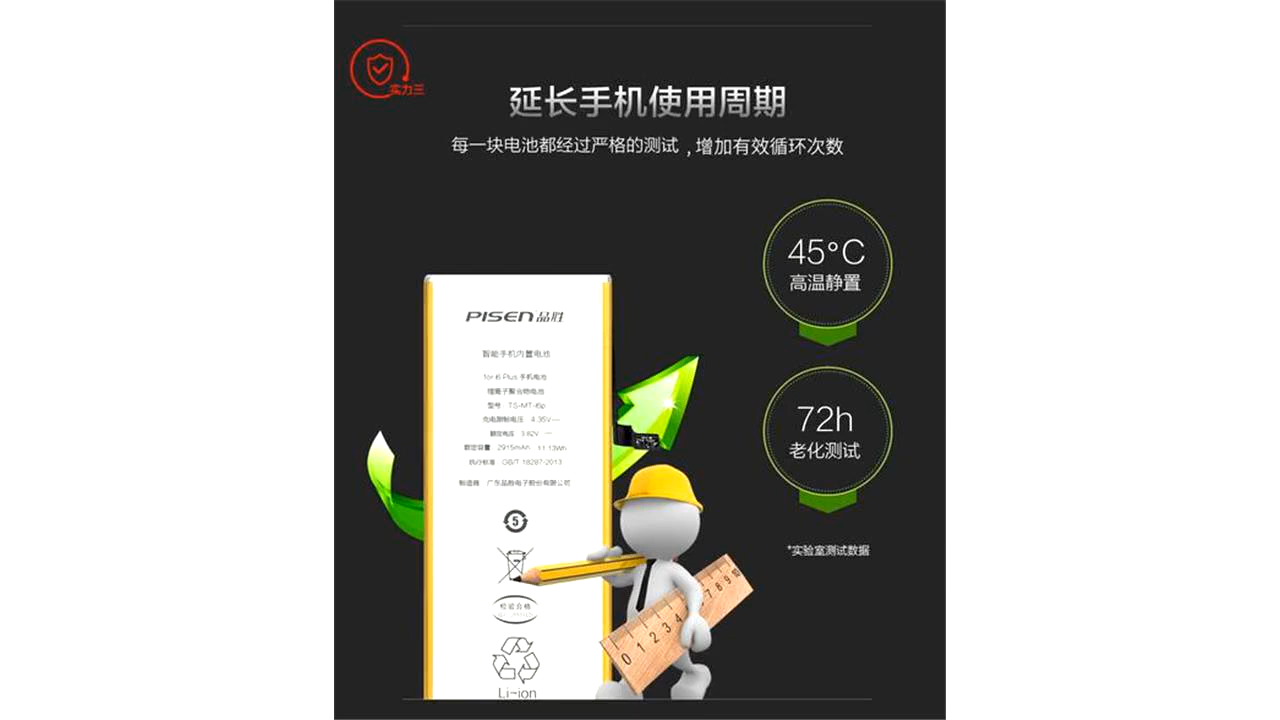 实力三
延长手机使用周期
每一块电池都经过严格的测试，增加有效循环次数
45°C
高温静置
72h
老化测试
*实验室测试数据
PISEN品胜
智能手机内置电池
for 6 Plus 手机电池
锂离子聚合物电池
型号 TS-MT-6p
充电限制电压 4.35V
额定电压 3.82V
额定容量 2915mAh 11.13Wh
执行标准 GB/T 18287-2013
制造商 广东品胜电子股份有限公司
5
检验合格
Li-ion
0 1 2 3 4 7 8 9 10